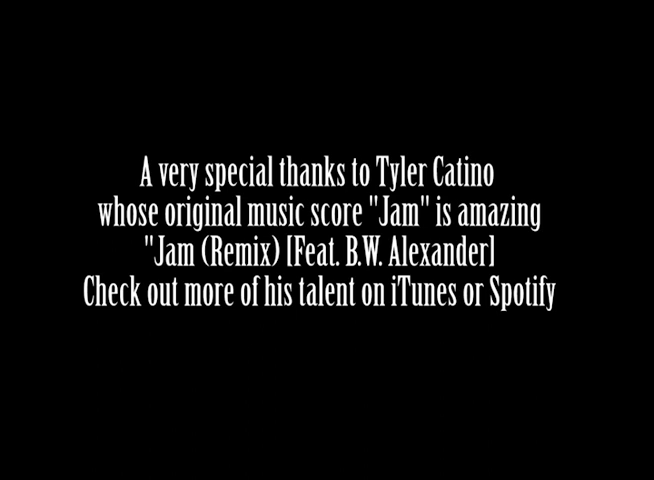 A very special thanks to Tyler Catino
whose original music score "Jam" is amazing
"Jam (Remix) [Feat. B.W. Alexander]
Check out more of his talent on iTunes or Spotify